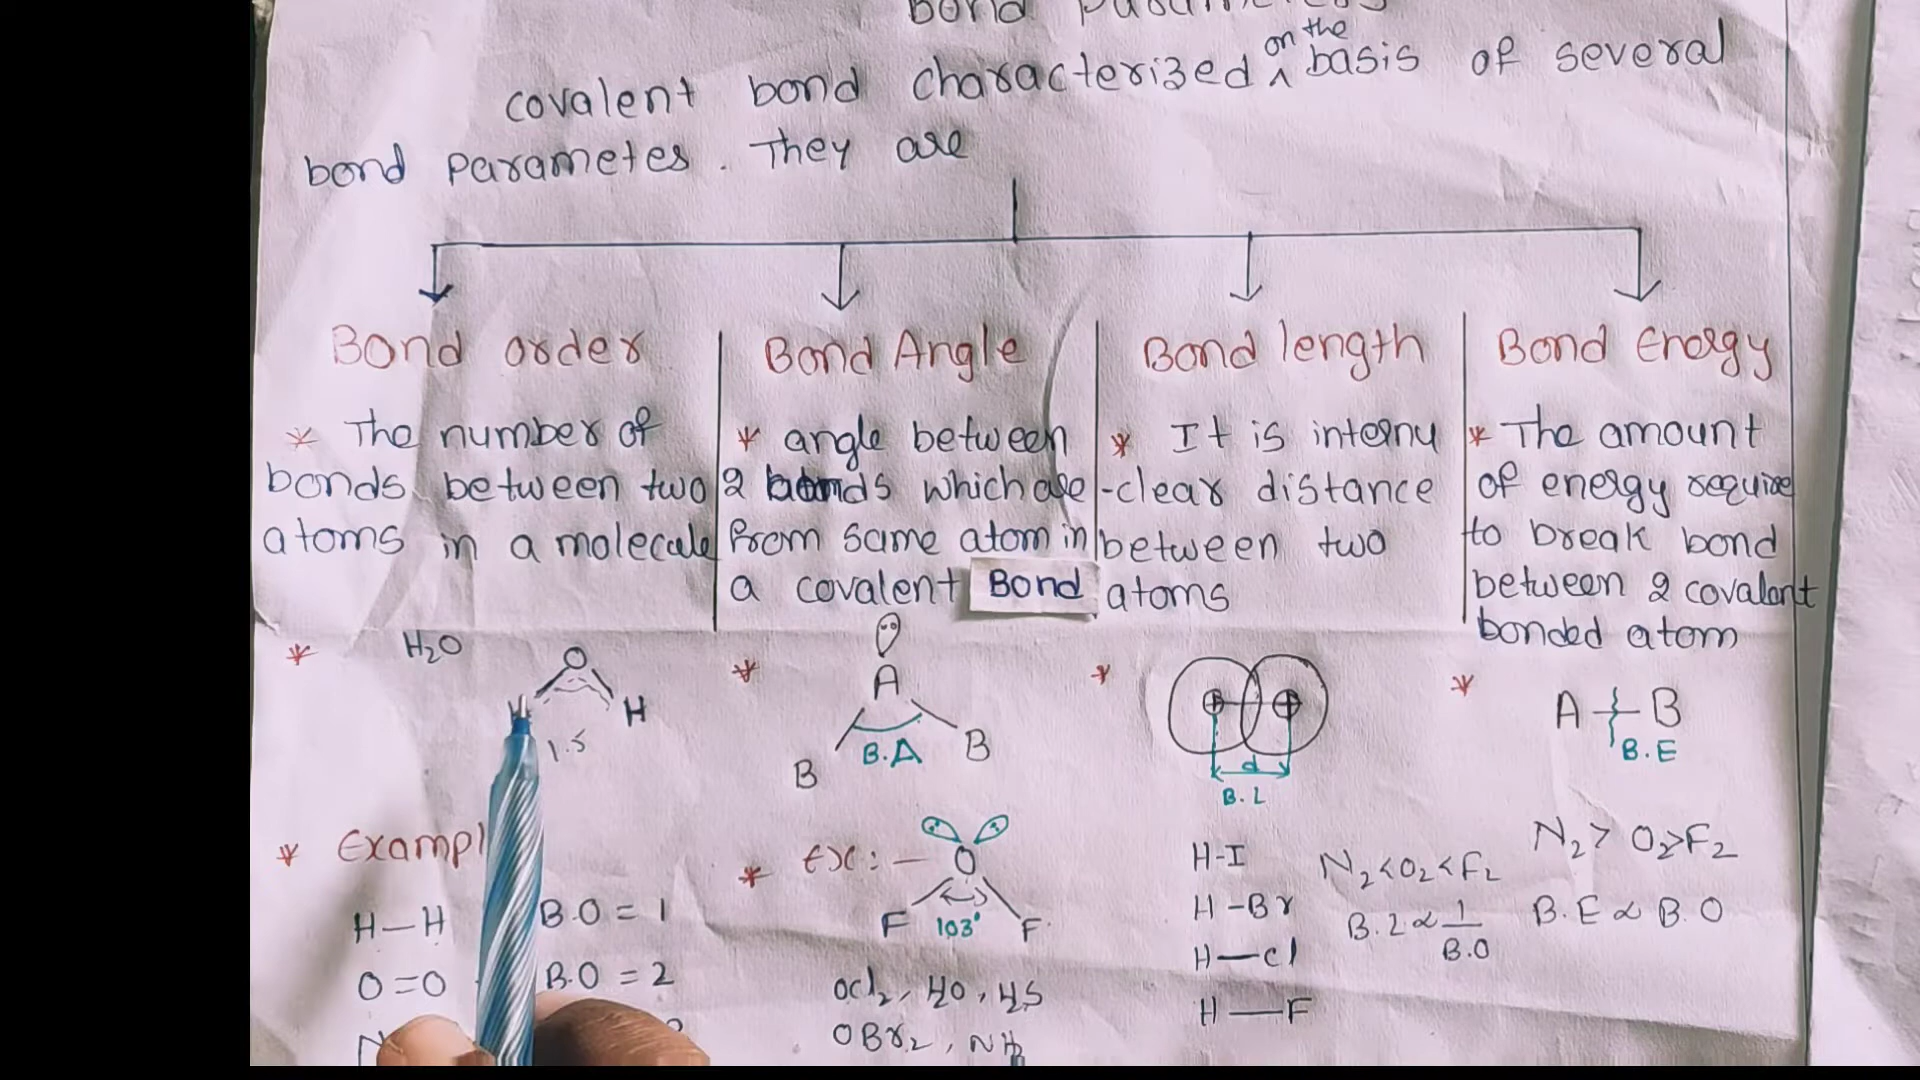 Bond Parameters
covalent bond characterized on the basis of several
bond Parametes. They are
Bond order
* The number of
bonds between two
atoms in a molecule
* H₂O
O
H
1.5
* Exampl
H—H B.O = 1
O=O B.O = 2
N
Bond Angle
* angle between
2 bonds which are
from same atom in
a covalent Bond
* A
B B.A B
* Ex:— O
F 103° F
OCl₂, H₂O, H₂S
OBr₂, NH₃
Bond length
* It is internu
-clear distance
between two
atoms
* d
B.L
H-I
H-Br
H—Cl
H—F
N₂<O₂<F₂
B.L ∝ 1/B.O
Bond Energy
* The amount
of energy require
to break bond
between 2 covalent
bonded atom
* A B
B.E
N₂> O₂>F₂
B.E ∝ B.O